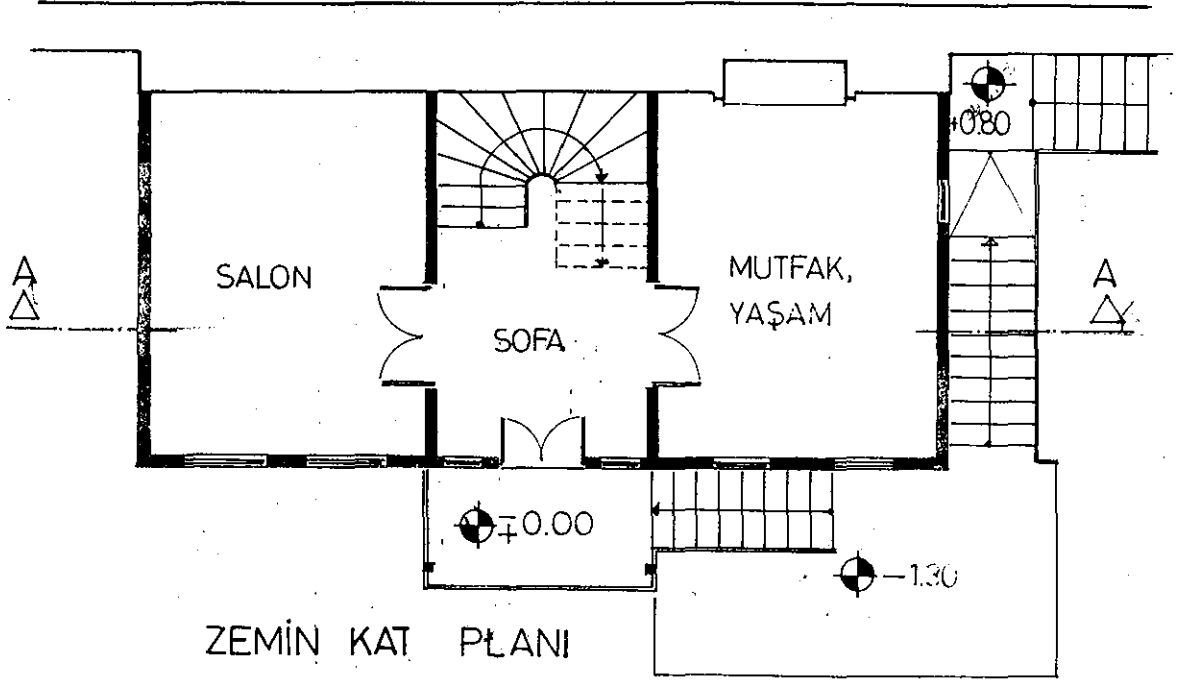 +0.80
A
SALON
MUTFAK,
YAŞAM
A
SOFA
∓0.00
-1.30
ZEMİN KAT PLANI